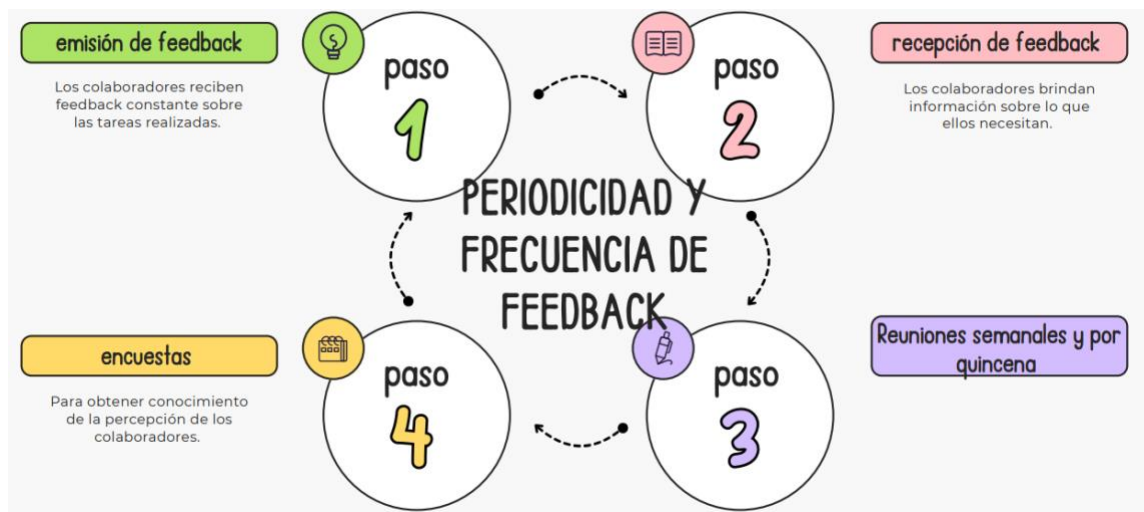 emisión de feedback
Los colaboradores reciben
feedback constante sobre
las tareas realizadas.
paso
1
paso
2
recepción de feedback
Los colaboradores brindan
información sobre lo que
ellos necesitan.
PERIODICIDAD Y
FRECUENCIA DE
FEEDBACK
encuestas
Para obtener conocimiento
de la percepción de los
colaboradores.
paso
4
paso
3
Reuniones semanales y por
quincena